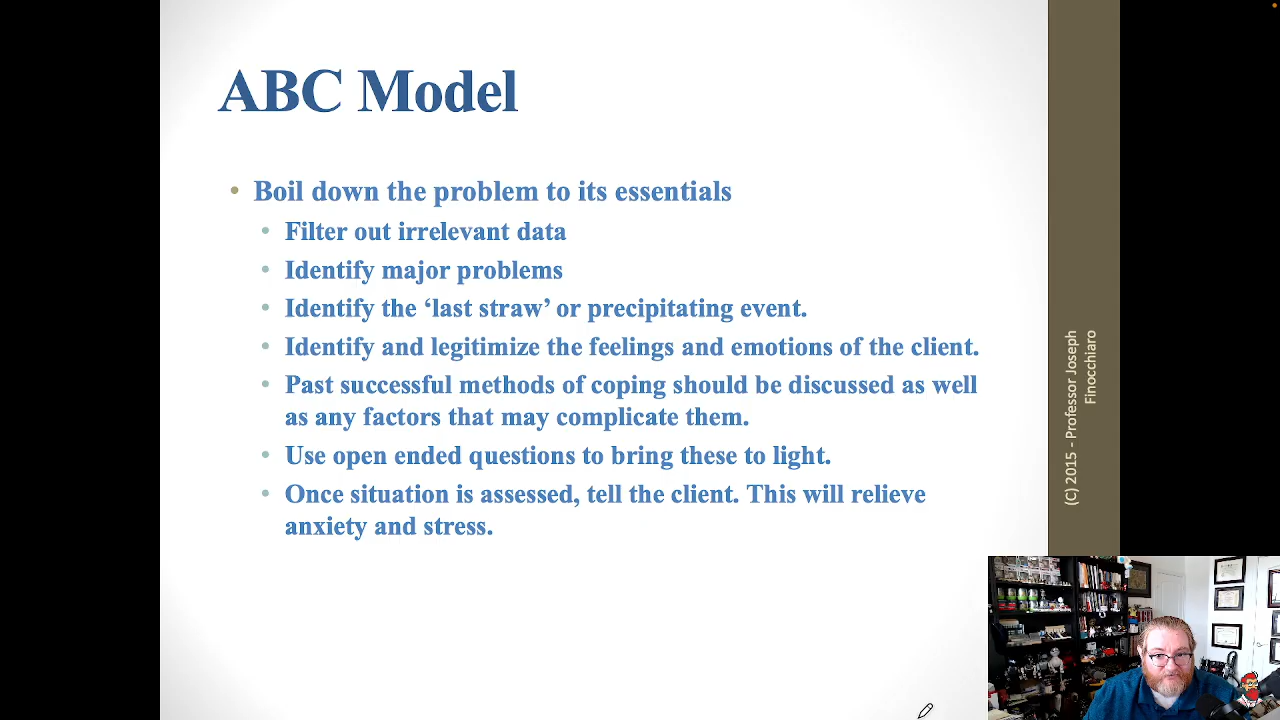 ABC Model
• Boil down the problem to its essentials
• Filter out irrelevant data
• Identify major problems
• Identify the ‘last straw’ or precipitating event.
• Identify and legitimize the feelings and emotions of the client.
• Past successful methods of coping should be discussed as well
as any factors that may complicate them.
• Use open ended questions to bring these to light.
• Once situation is assessed, tell the client. This will relieve
anxiety and stress.
(C) 2015 - Professor Joseph
Finocchiaro